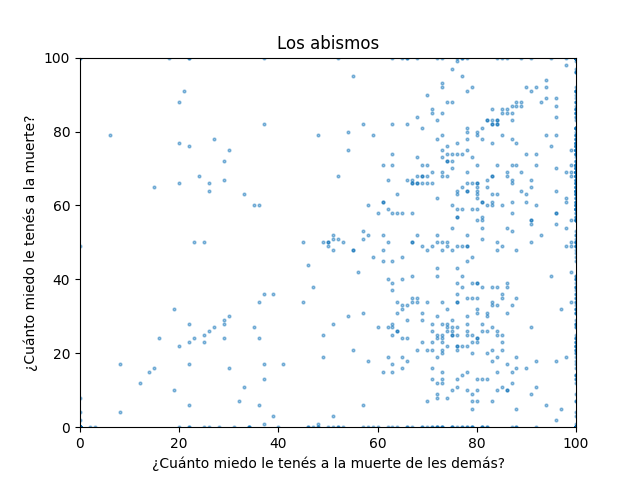 Los abismos
¿Cuánto miedo le tenés a la muerte?
100
80
60
40
20
0
0 20 40 60 80 100
¿Cuánto miedo le tenés a la muerte de les demás?